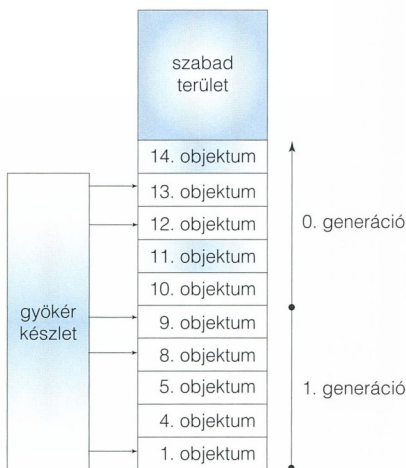 szabad
terület
14. objektum
13. objektum
12. objektum
11. objektum
10. objektum
9. objektum
8. objektum
5. objektum
4. objektum
1. objektum
gyökér
készlet
0. generáció
1. generáció